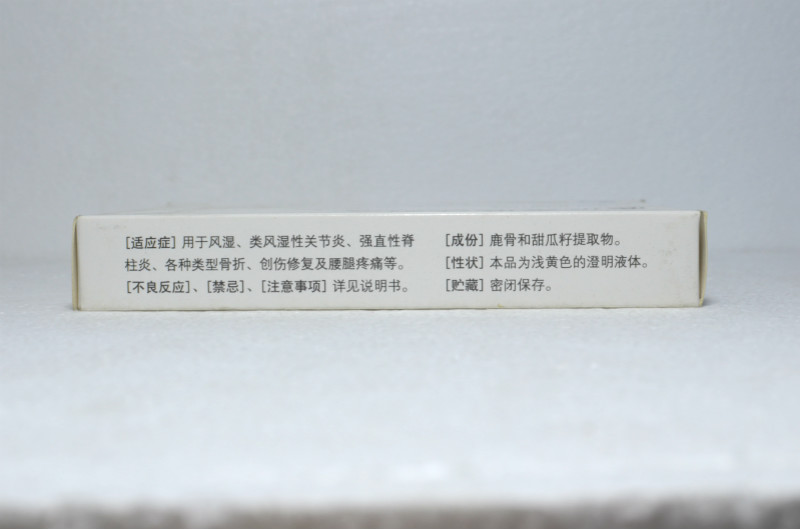 [适应症] 用于风湿、类风湿性关节炎、强直性脊
柱炎、各种类型骨折、创伤修复及腰腿疼痛等。
[不良反应]、[禁忌]、[注意事项] 详见说明书。
[成份] 鹿骨和甜瓜籽提取物。
[性状] 本品为浅黄色的澄明液体。
[贮藏] 密闭保存。